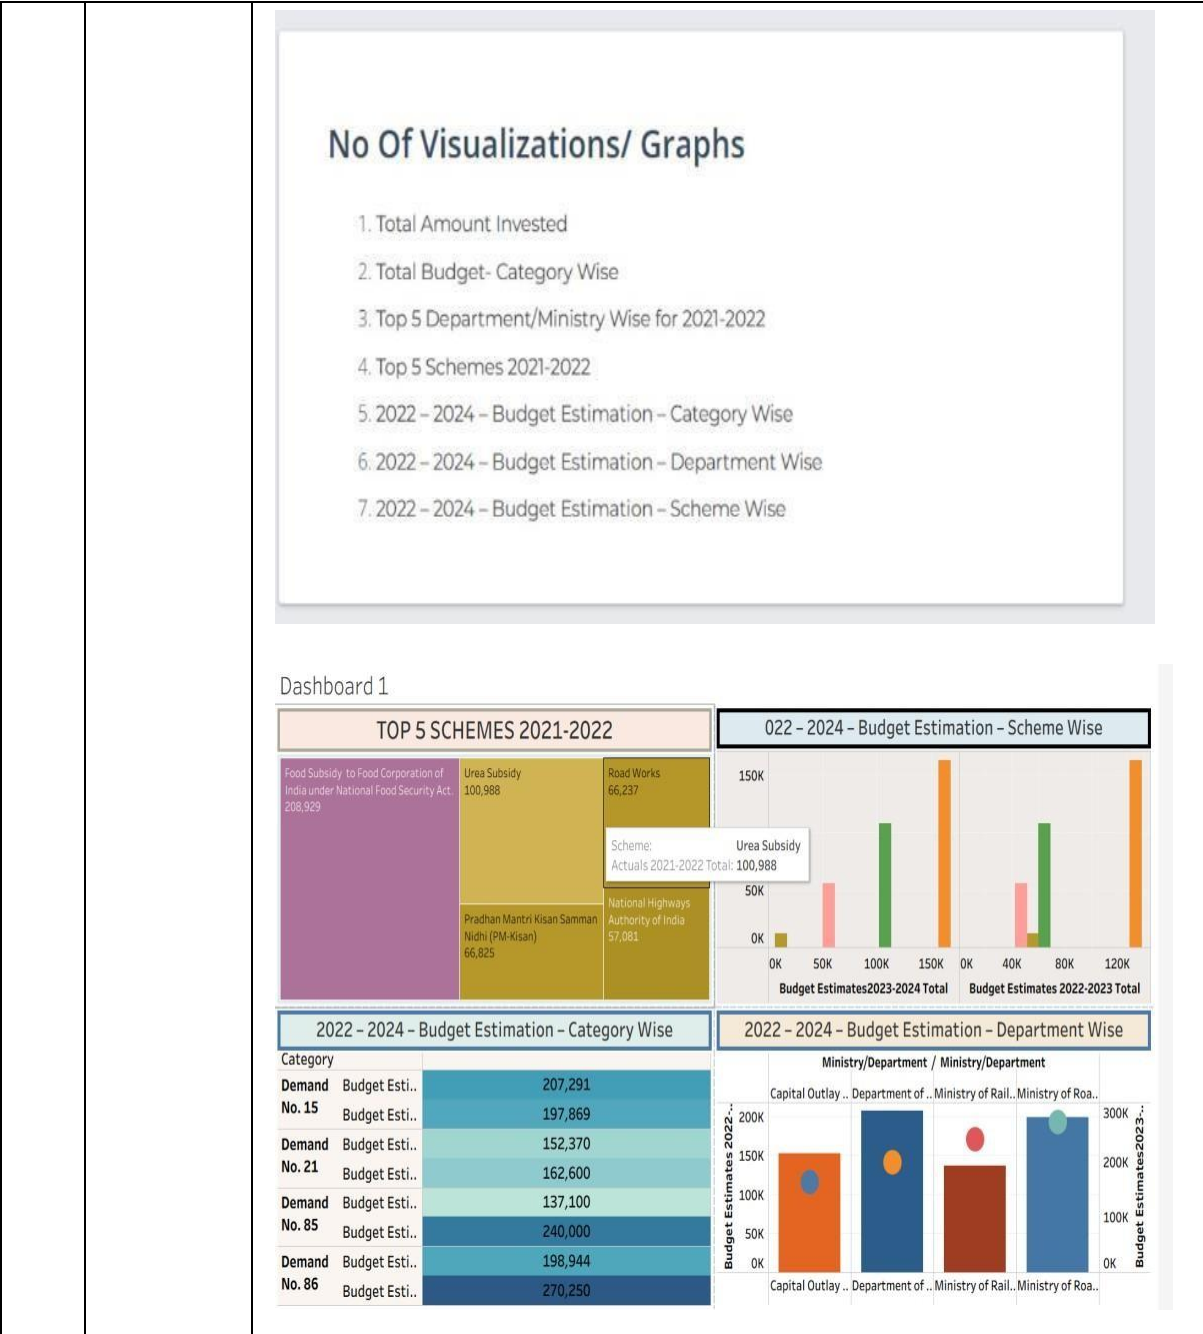 No Of Visualizations/ Graphs
1. Total Amount Invested
2. Total Budget- Category Wise
3. Top 5 Department/Ministry Wise for 2021-2022
4. Top 5 Schemes 2021-2022
5. 2022 – 2024 – Budget Estimation – Category Wise
6. 2022 – 2024 – Budget Estimation – Department Wise
7. 2022 – 2024 – Budget Estimation – Scheme Wise
Dashboard 1
TOP 5 SCHEMES 2021-2022
Food Subsidy to Food Corporation of
India under National Food Security Act.
208,929
Urea Subsidy
100,988
Road Works
66,237
Scheme: Urea Subsidy
Actuals 2021-2022 Total: 100,988
Pradhan Mantri Kisan Samman
Nidhi (PM-Kisan)
66,825
National Highways
Authority of India
57,081
022 – 2024 – Budget Estimation – Scheme Wise
150K
50K
0K
0K 50K 100K 150K 0K 40K 80K 120K
Budget Estimates2023-2024 Total Budget Estimates 2022-2023 Total
2022 – 2024 – Budget Estimation – Category Wise
Category
Demand No. 15
Budget Esti.. 207,291
Budget Esti.. 197,869
Demand No. 21
Budget Esti.. 152,370
Budget Esti.. 162,600
Demand No. 85
Budget Esti.. 137,100
Budget Esti.. 240,000
Demand No. 86
Budget Esti.. 198,944
Budget Esti.. 270,250
2022 – 2024 – Budget Estimation – Department Wise
Ministry/Department / Ministry/Department
Capital Outlay .. Department of .. Ministry of Rail.. Ministry of Roa..
Budget Estimates 2022-..
200K
150K
100K
50K
0K
300K
200K
100K
0K
Budget Estimates2023-..
Capital Outlay .. Department of .. Ministry of Rail.. Ministry of Roa..